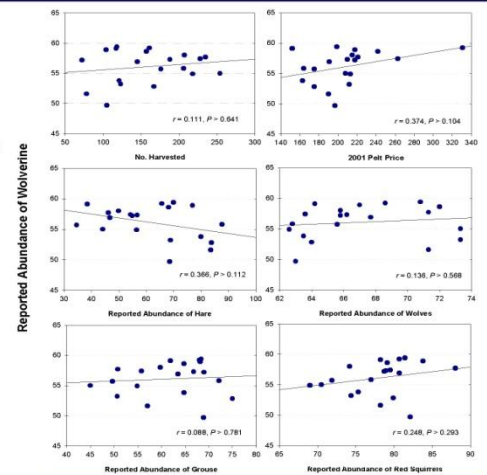 Reported Abundance of Wolverine
65
60
55
50
45
50 100 150 200 250 300
r = 0.111, P > 0.641
No. Harvested
65
60
55
50
45
140 160 180 200 220 240 260 280 300 320 340
r = 0.374, P > 0.104
2001 Pelt Price
65
60
55
50
45
30 40 50 60 70 80 90 100
r = 0.366, P > 0.112
Reported Abundance of Hare
65
60
55
50
45
62 64 66 68 70 72 74
r = 0.136, P > 0.568
Reported Abundance of Wolves
65
60
55
50
45
40 45 50 55 60 65 70 75 80
r = 0.088, P > 0.781
Reported Abundance of Grouse
65
60
55
50
45
65 70 75 80 85 90
r = 0.248, P > 0.293
Reported Abundance of Red Squirrels